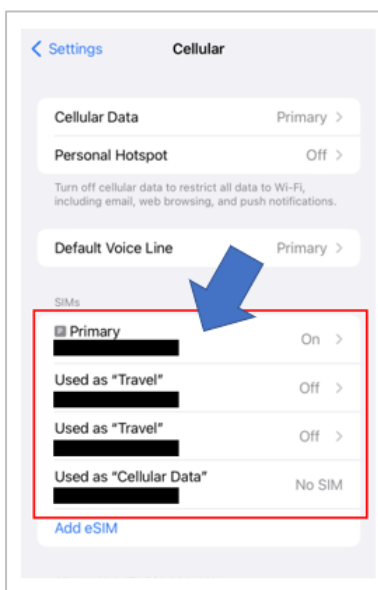 Settings
Cellular
Cellular Data
Primary
Personal Hotspot
Off
Turn off cellular data to restrict all data to Wi-Fi,
including email, web browsing, and push notifications.
Default Voice Line
Primary
SIMs
P Primary
On
Used as “Travel”
Off
Used as “Travel”
Off
Used as “Cellular Data”
No SIM
Add eSIM